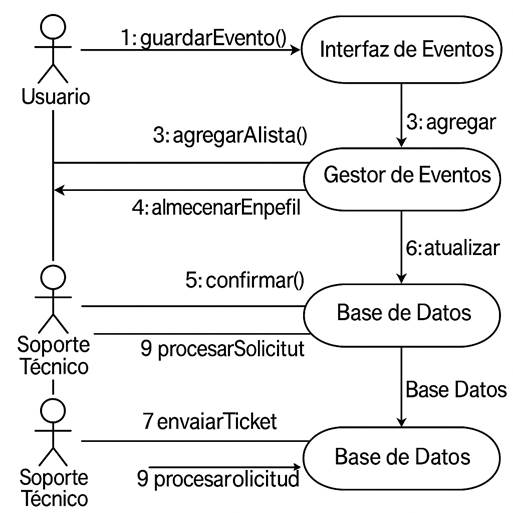 1: guardarEvento()
Interfaz de Eventos
Usuario
3: agregar
3: agregarAlista()
Gestor de Eventos
4: almecenarEnpefil
6: atualizar
5: confirmar()
Base de Datos
Soporte
Técnico
9 procesarSolicitut
Base Datos
7 envaiarTicket
Base de Datos
9 procesarolicitud
Soporte
Técnico